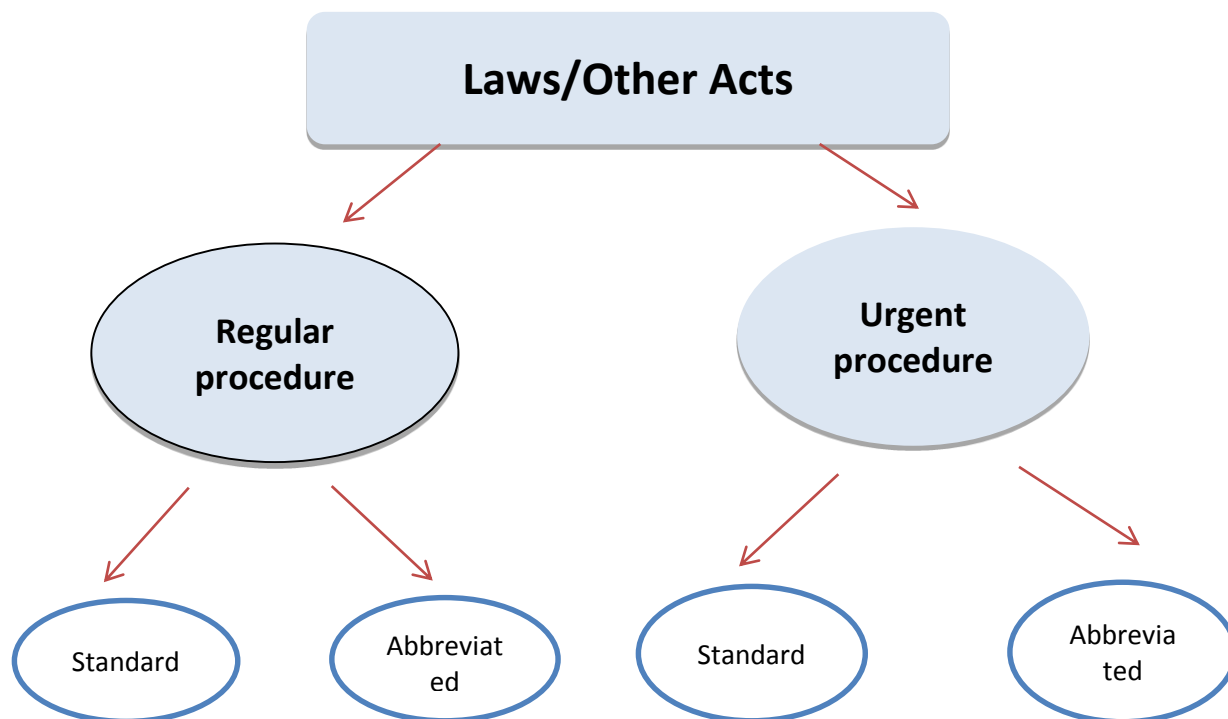 Laws/Other Acts
Regular
procedure
Urgent
procedure
Standard
Abbreviat
ed
Standard
Abbrevia
ted